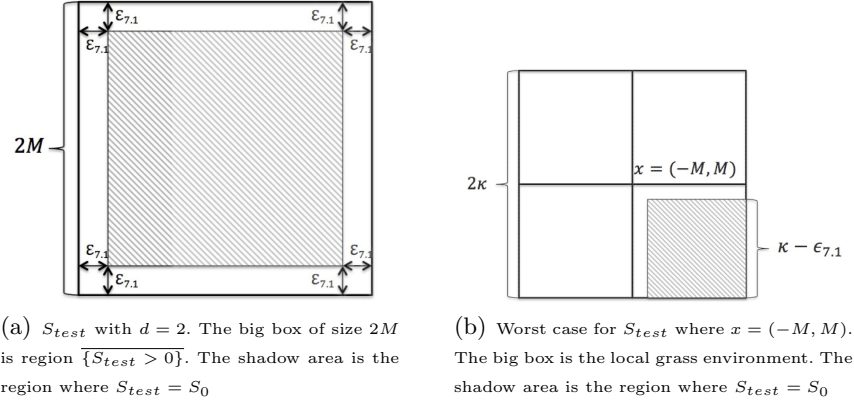 ε7.1 ε7.1
ε7.1 ε7.1
2M
x = (−M, M)
2κ
κ − ϵ7.1
ε7.1 ε7.1
ε7.1 ε7.1
(a) Stest with d = 2. The big box of size 2M
is region {Stest > 0}. The shadow area is the
region where Stest = S0
(b) Worst case for Stest where x = (−M, M).
The big box is the local grass environment. The
shadow area is the region where Stest = S0